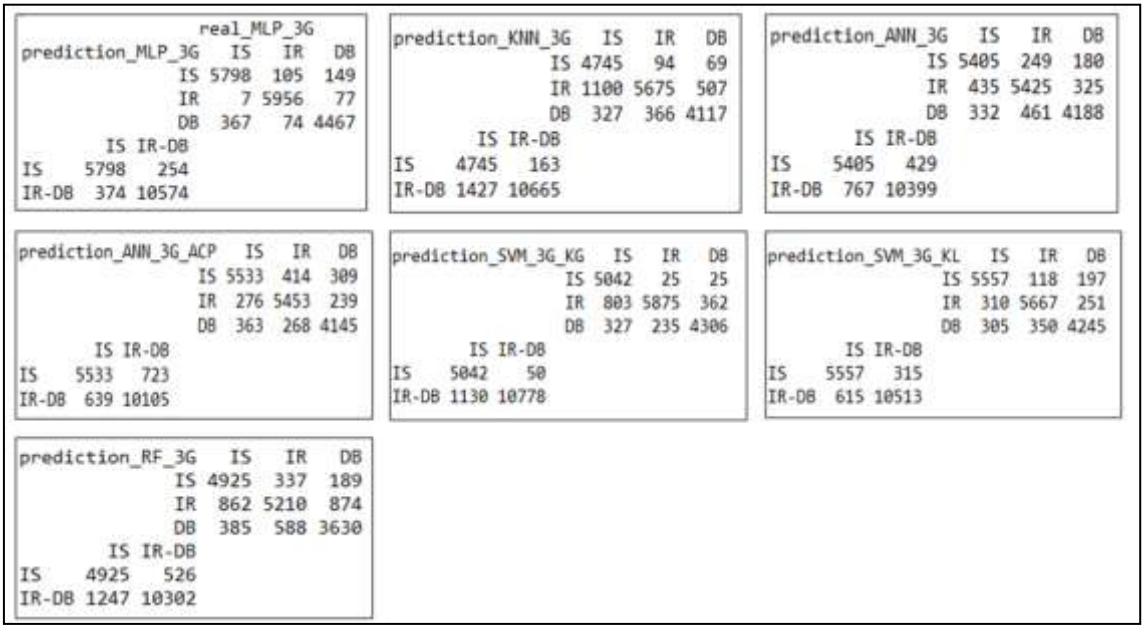 real_MLP_3G
prediction_MLP_3G IS IR DB
IS 5798 105 149
IR 7 5956 77
DB 367 74 4467
IS IR-DB
IS 5798 254
IR-DB 374 10574
prediction_KNN_3G IS IR DB
IS 4745 94 69
IR 1100 5675 507
DB 327 366 4117
IS IR-DB
IS 4745 163
IR-DB 1427 10665
prediction_ANN_3G IS IR DB
IS 5405 249 180
IR 435 5425 325
DB 332 461 4188
IS IR-DB
IS 5405 429
IR-DB 767 10399
prediction_ANN_3G_ACP IS IR DB
IS 5533 414 309
IR 276 5453 239
DB 363 268 4145
IS IR-DB
IS 5533 723
IR-DB 639 10105
prediction_SVM_3G_KG IS IR DB
IS 5042 25 25
IR 803 5875 362
DB 327 235 4306
IS IR-DB
IS 5042 50
IR-DB 1130 10778
prediction_SVM_3G_KL IS IR DB
IS 5557 118 197
IR 310 5667 251
DB 305 350 4245
IS IR-DB
IS 5557 315
IR-DB 615 10513
prediction_RF_3G IS IR DB
IS 4925 337 189
IR 862 5210 874
DB 385 588 3630
IS IR-DB
IS 4925 526
IR-DB 1247 10302